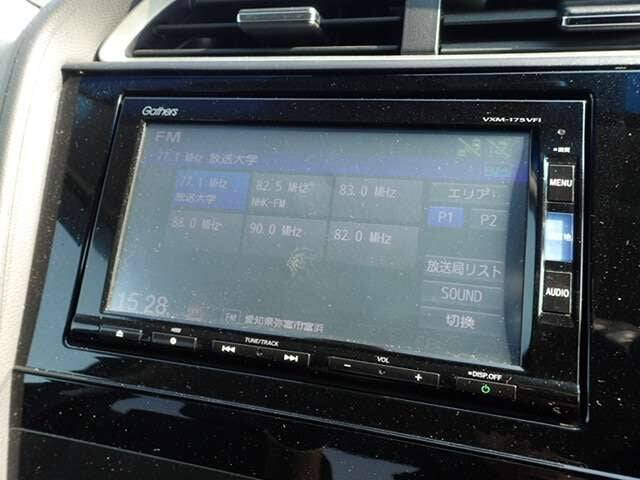 Gathers
VXM-175VFi
FM
77.1 MHz 放送大学
77.1 MHz
放送大学
82.5 MHz
NHK-FM
83.0 MHz
エリア
P1
P2
88.0 MHz
90.0 MHz
82.0 MHz
放送局リスト
SOUND
切換
15:28
FM
愛知県弥富市富浜
MENU
AUDIO
TUNE/TRACK
VOL
DISP.OFF